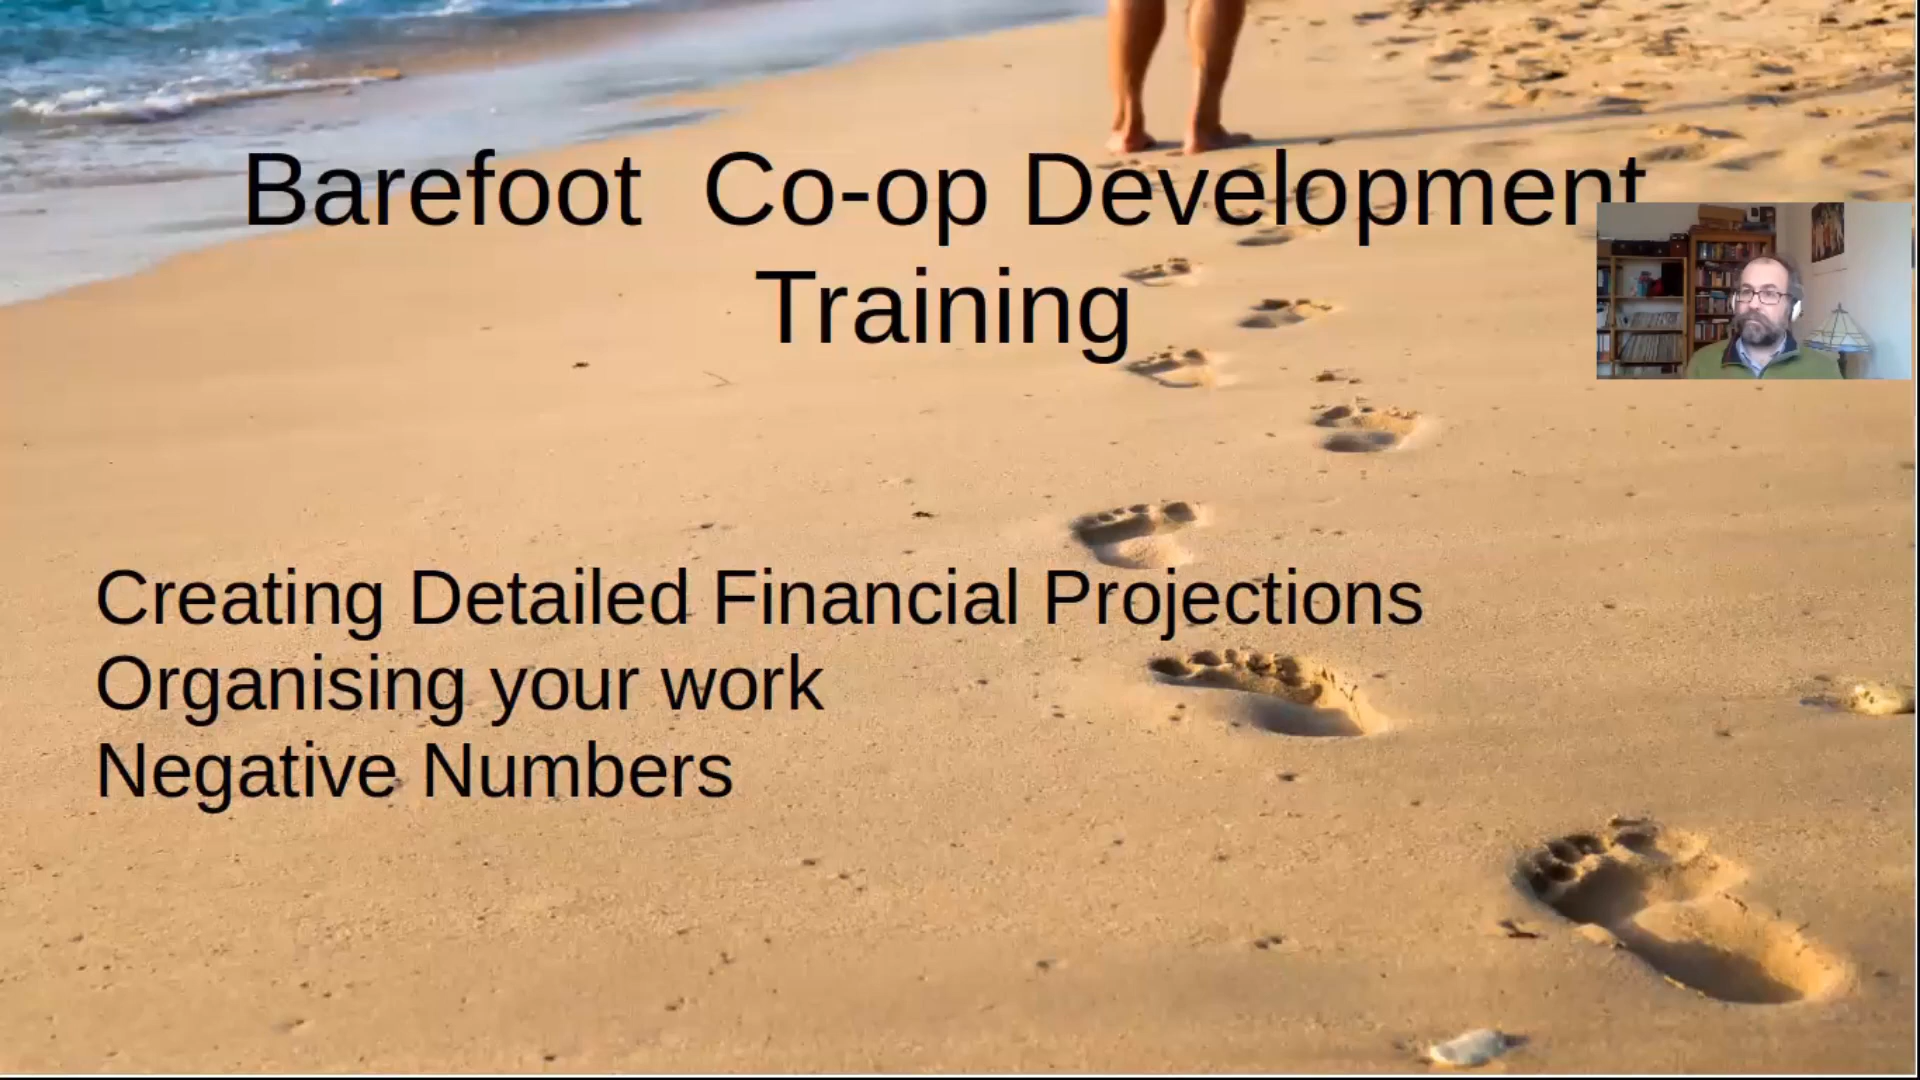 Barefoot  Co-op Development
Training
Creating Detailed Financial Projections
Organising your work
Negative Numbers